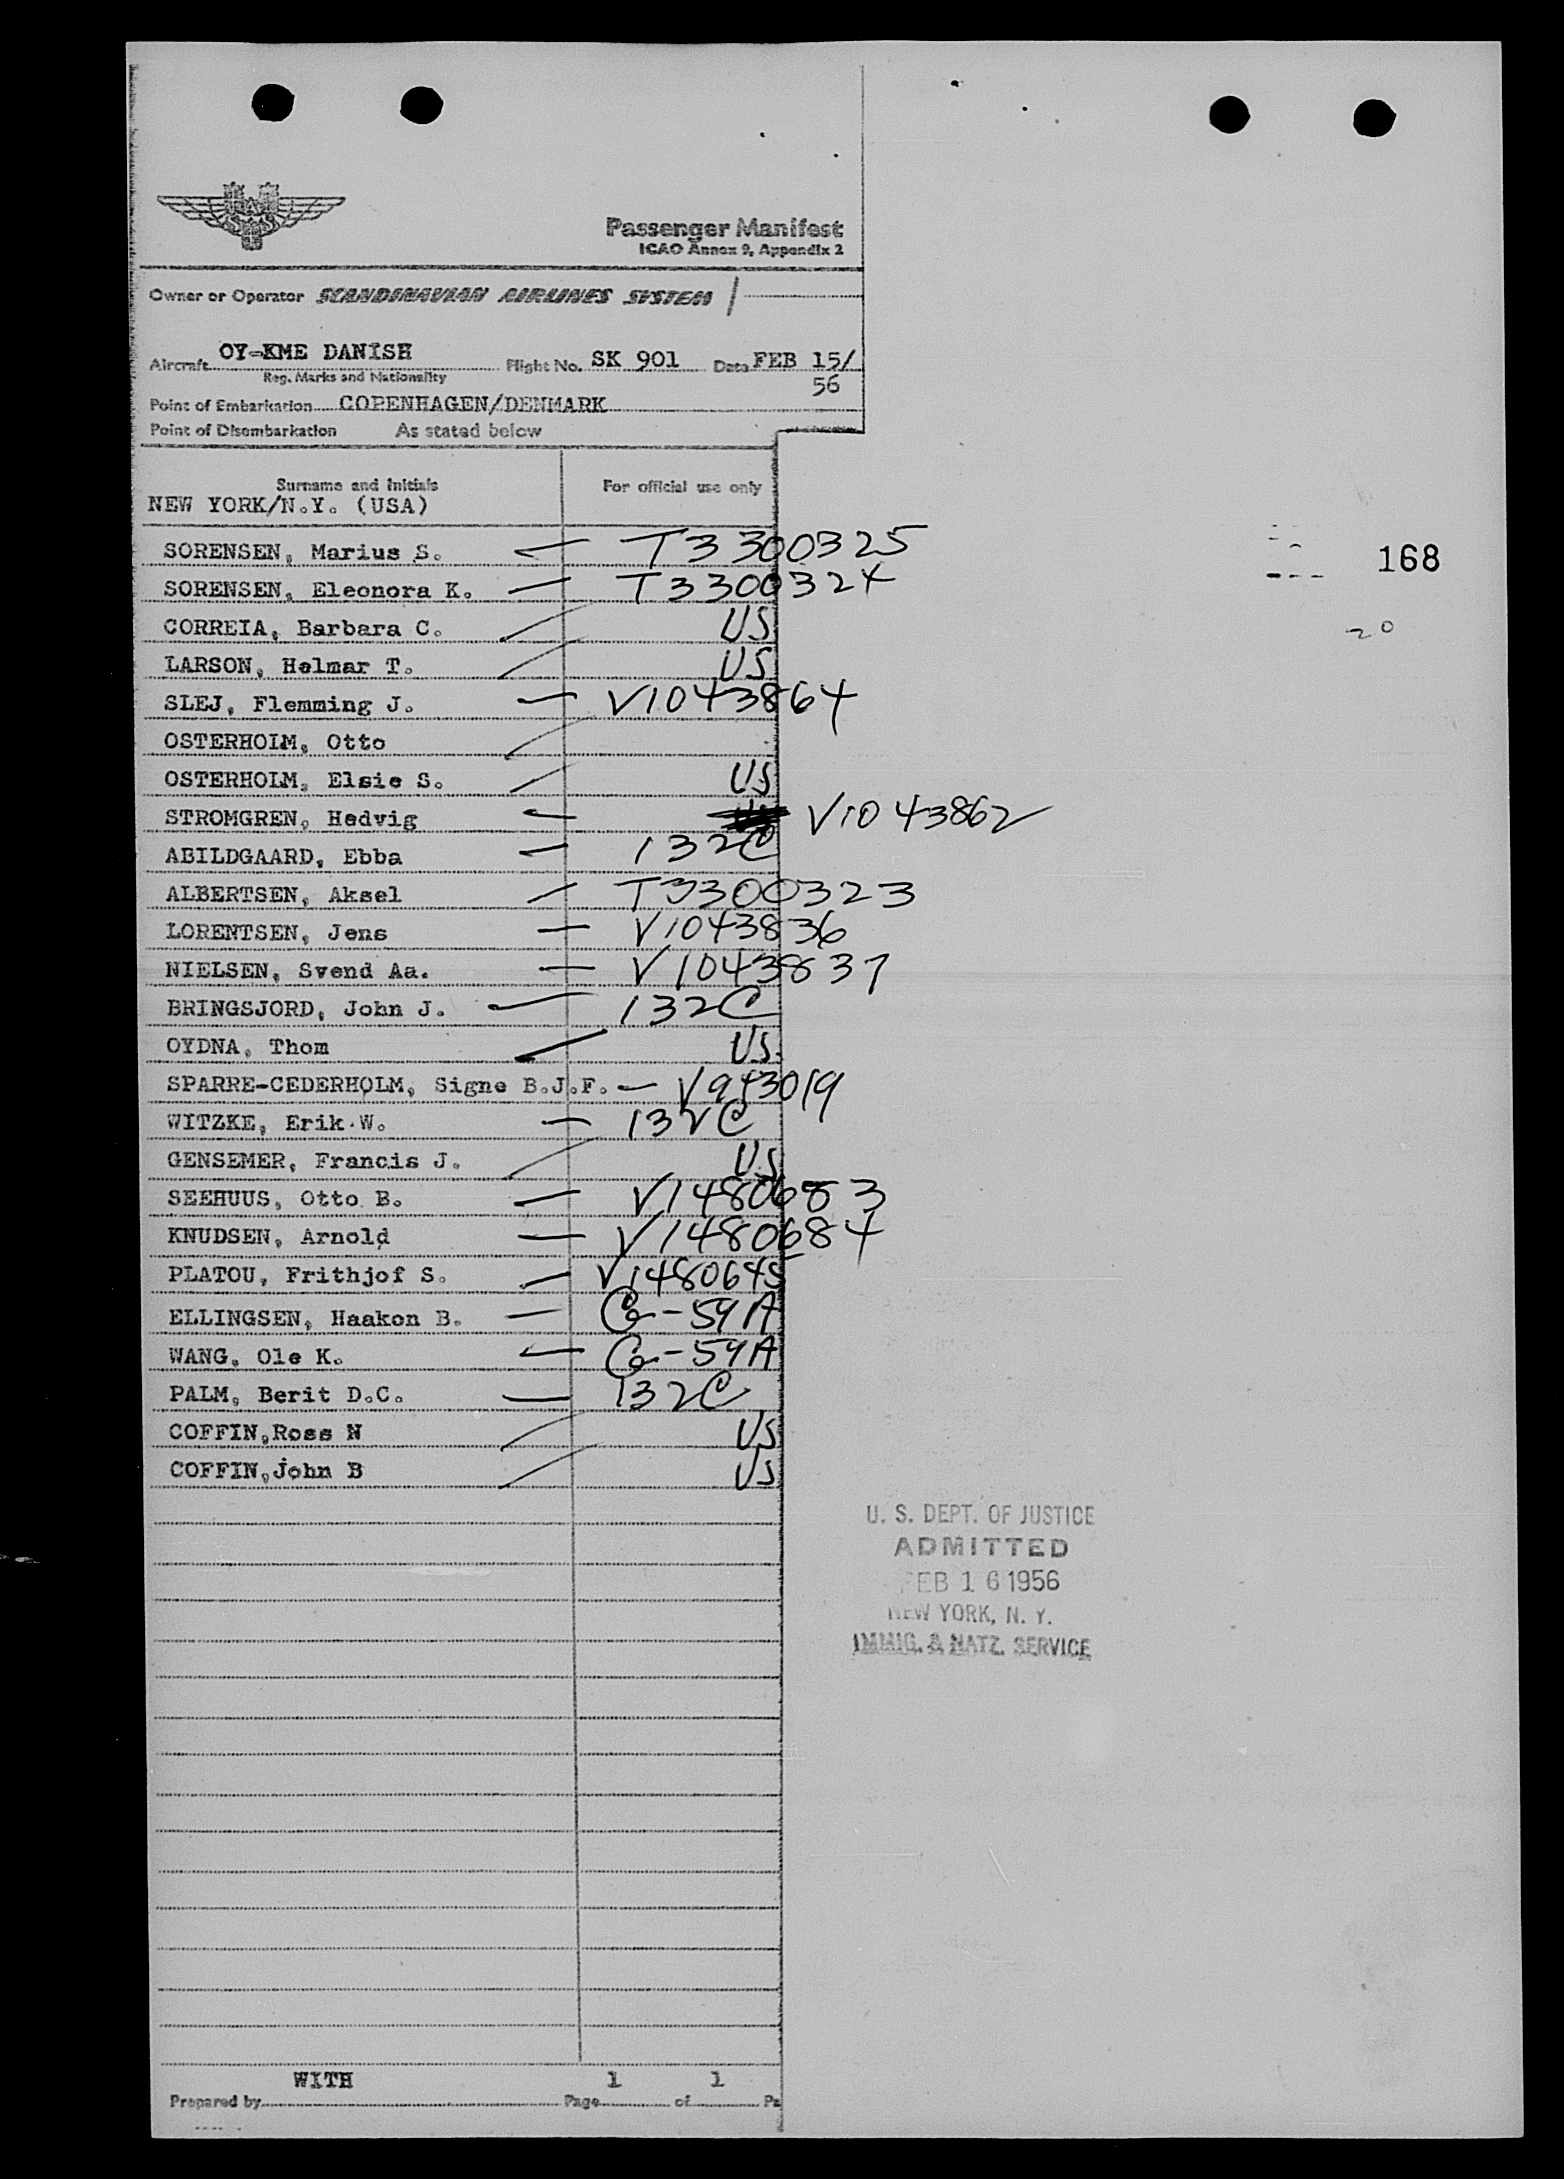 SAS
Passenger Manifest
ICAO Annex 9, Appendix 2
Owner or Operator SCANDINAVIAN AIRLINES SYSTEM
Aircraft OY-KME DANISH Flight No. SK 901 Date FEB 15/
Reg. Marks and Nationality 56
Point of Embarkation COPENHAGEN/DENMARK
Point of Disembarkation As stated below
Surname and Initials For official use only
NEW YORK/N.Y. (USA)
SORENSEN, Marius S. — T3300325
168
SORENSEN, Eleonora K. — T3300324
CORREIA, Barbara C. / US
20
LARSON, Helmar T. / US
SLEJ, Flemming J. — V1043864
OSTERHOLM, Otto /
OSTERHOLM, Elsie S. / US
STROMGREN, Hedvig — V1043862
ABILDGAARD, Ebba — 132C
ALBERTSEN, Aksel — T3300323
LORENTSEN, Jens — V1043836
NIELSEN, Svend Aa. — V1043837
BRINGSJORD, John J. — 132C
OYDNA, Thom / US.
SPARRE-CEDERHOLM, Signe B.J.F. — V943019
WITZKE, Erik W. — 132C
GENSEMER, Francis J. / US
SEEHUUS, Otto B. — V1480683
KNUDSEN, Arnold — V1480684
PLATOU, Frithjof S. — V1480645
ELLINGSEN, Haakon B. — -59A
WANG, Ole K. — -59A
PALM, Berit D.C. — 132C
COFFIN, Ross N / US
COFFIN, John B / US
U. S. DEPT. OF JUSTICE
ADMITTED
FEB 16 1956
NEW YORK, N. Y.
IMMIG. & NATZ. SERVICE
WITH 1 1
Prepared by Page of Pa